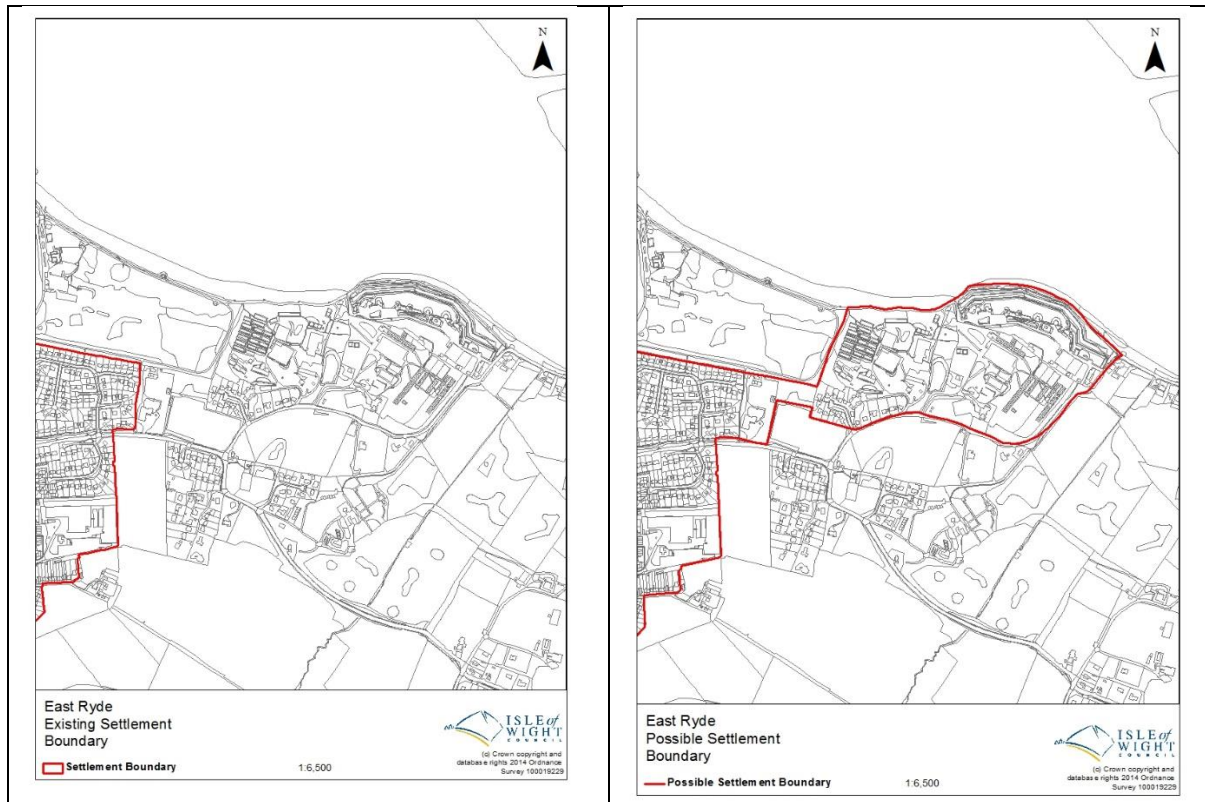 N
East Ryde
Existing Settlement
Boundary
Settlement Boundary
1:6,500
ISLE of
WIGHT
COUNCIL
(c) Crown copyright and
database rights 2014 Ordnance
Survey 100019229
N
East Ryde
Possible Settlement
Boundary
Possible Settlement Boundary
1:6,500
ISLE of
WIGHT
COUNCIL
(c) Crown copyright and
database rights 2014 Ordnance
Survey 100019229